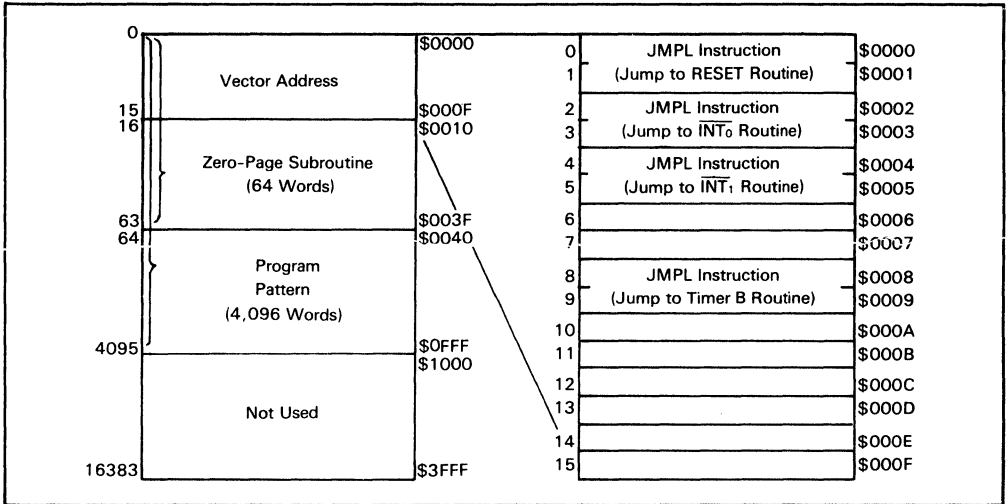 0 $0000
Vector Address
15 $000F
16 $0010
Zero-Page Subroutine
(64 Words)
63 $003F
64 $0040
Program
Pattern
(4,096 Words)
4095 $0FFF
$1000
Not Used
16383 $3FFF
0 JMPL Instruction $0000
1 (Jump to RESET Routine) $0001
2 JMPL Instruction $0002
3 (Jump to INT0 Routine) $0003
4 JMPL Instruction $0004
5 (Jump to INT1 Routine) $0005
6 $0006
7 $0007
8 JMPL Instruction $0008
9 (Jump to Timer B Routine) $0009
10 $000A
11 $000B
12 $000C
13 $000D
14 $000E
15 $000F